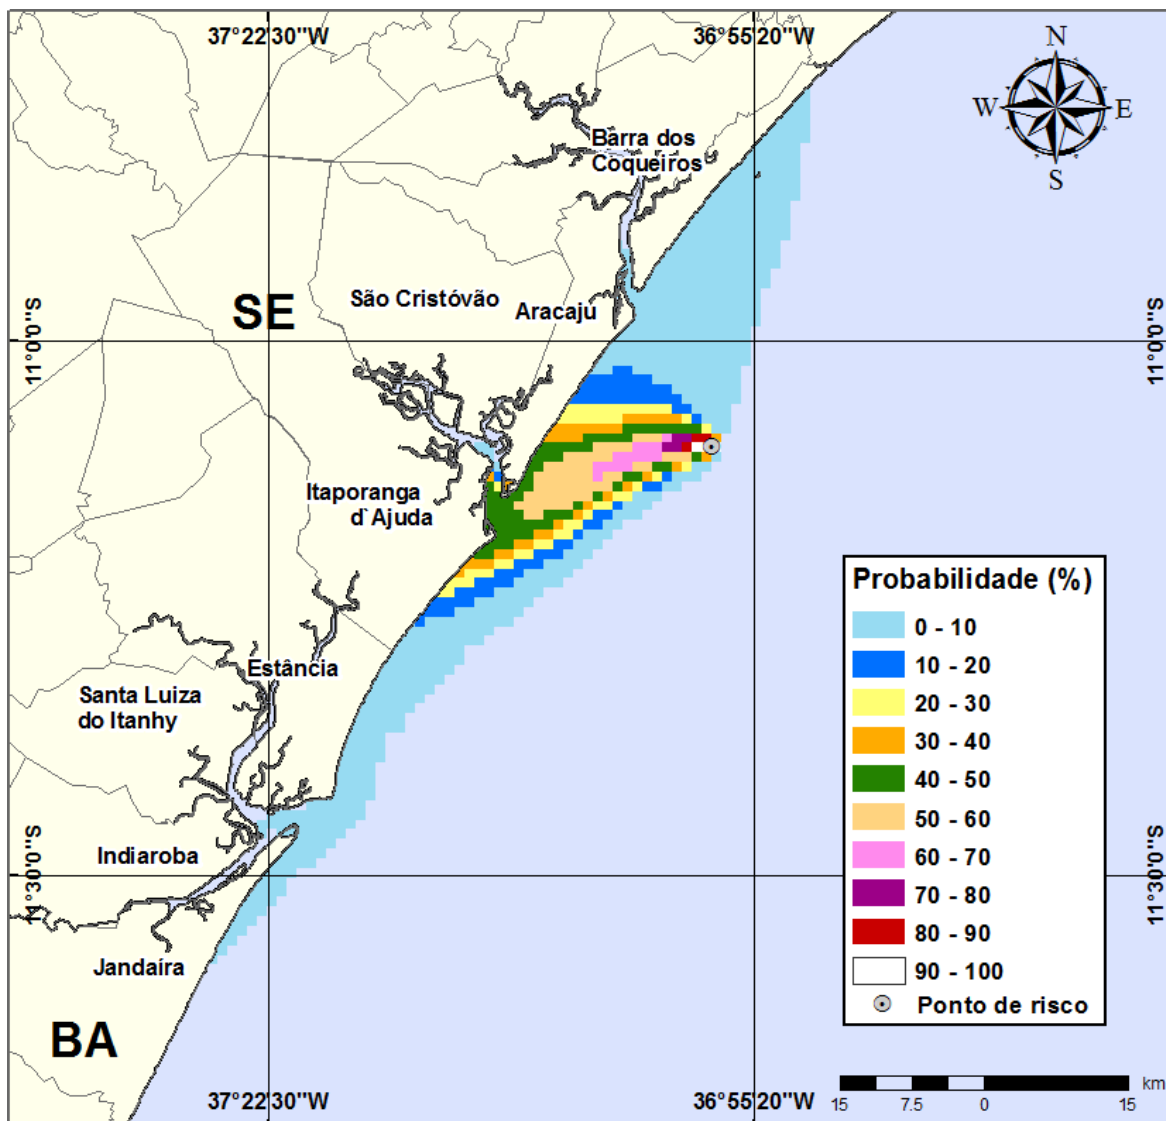 37°22'30"W
36°55'20"W
N
W
E
S
Barra dos
Coqueiros
SE
São Cristóvão
Aracaju
11°0'0"S
11°0'0"S
Itaporanga
d`Ajuda
Probabilidade (%)
0 - 10
10 - 20
20 - 30
30 - 40
40 - 50
50 - 60
60 - 70
70 - 80
80 - 90
90 - 100
Ponto de risco
Estância
Santa Luiza
do Itanhy
Indiaroba
11°30'0"S
11°30'0"S
Jandaíra
BA
37°22'30"W
36°55'20"W
km
15
7.5
0
15